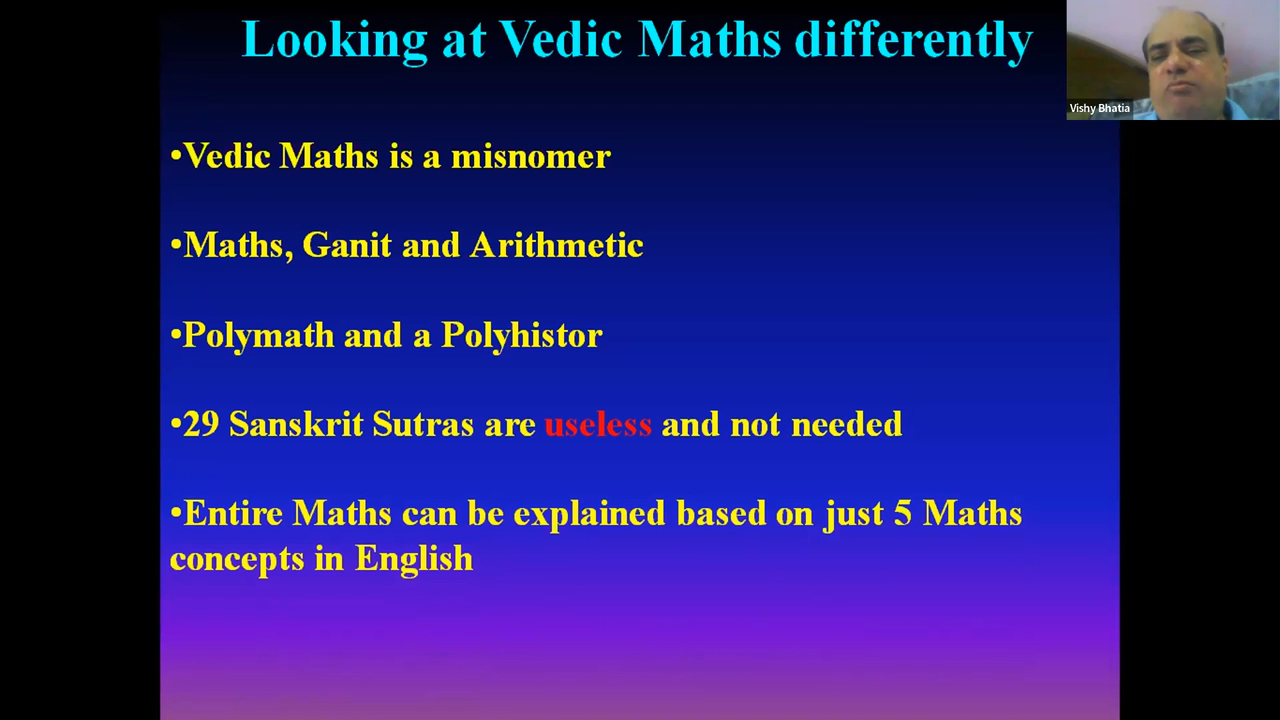 Looking at Vedic Maths differently
Vishy Bhatia
•Vedic Maths is a misnomer
•Maths, Ganit and Arithmetic
•Polymath and a Polyhistor
•29 Sanskrit Sutras are useless and not needed
•Entire Maths can be explained based on just 5 Maths
concepts in English